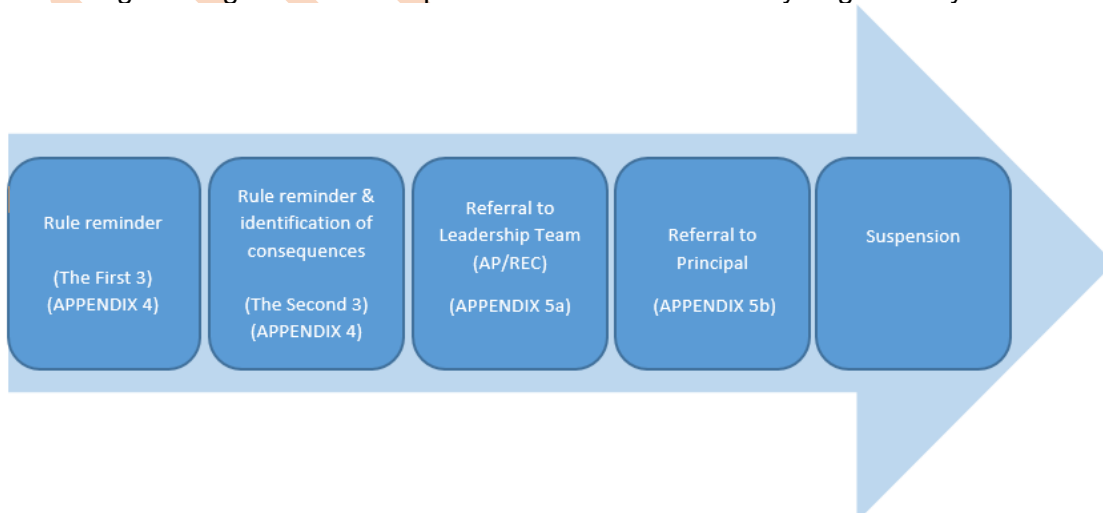 Rule reminder
(The First 3)
(APPENDIX 4)
Rule reminder &
identification of
consequences
(The Second 3)
(APPENDIX 4)
Referral to
Leadership Team
(AP/REC)
(APPENDIX 5a)
Referral to
Principal
(APPENDIX 5b)
Suspension